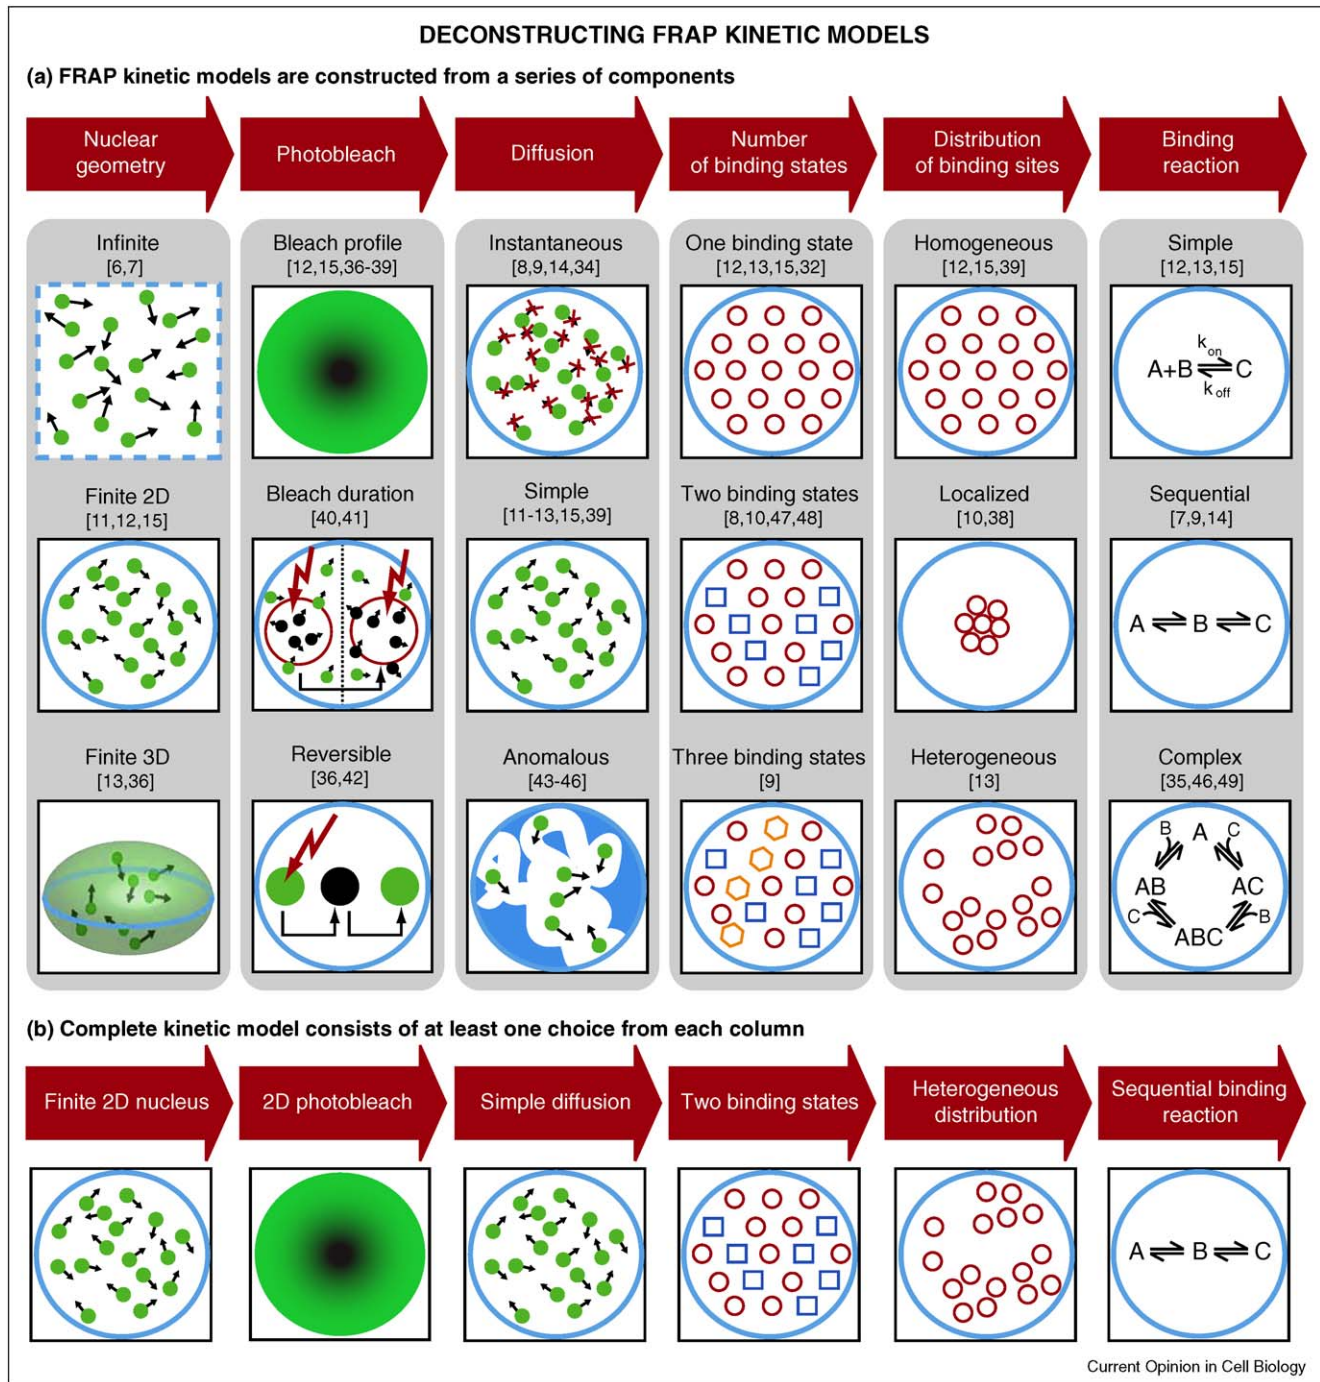 DECONSTRUCTING FRAP KINETIC MODELS
(a) FRAP kinetic models are constructed from a series of components
Nuclear
geometry
Photobleach
Diffusion
Number
of binding states
Distribution
of binding sites
Binding
reaction
Infinite
[6,7]
Bleach profile
[12,15,36-39]
Instantaneous
[8,9,14,34]
One binding state
[12,13,15,32]
Homogeneous
[12,15,39]
Simple
[12,13,15]
k on
A+B ⇌ C
k off
Finite 2D
[11,12,15]
Bleach duration
[40,41]
Simple
[11-13,15,39]
Two binding states
[8,10,47,48]
Localized
[10,38]
Sequential
[7,9,14]
A ⇌ B ⇌ C
Finite 3D
[13,36]
Reversible
[36,42]
Anomalous
[43-46]
Three binding states
[9]
Heterogeneous
[13]
Complex
[35,46,49]
B A C
AB AC
C B
ABC
(b) Complete kinetic model consists of at least one choice from each column
Finite 2D nucleus
2D photobleach
Simple diffusion
Two binding states
Heterogeneous
distribution
Sequential binding
reaction
A ⇌ B ⇌ C
Current Opinion in Cell Biology